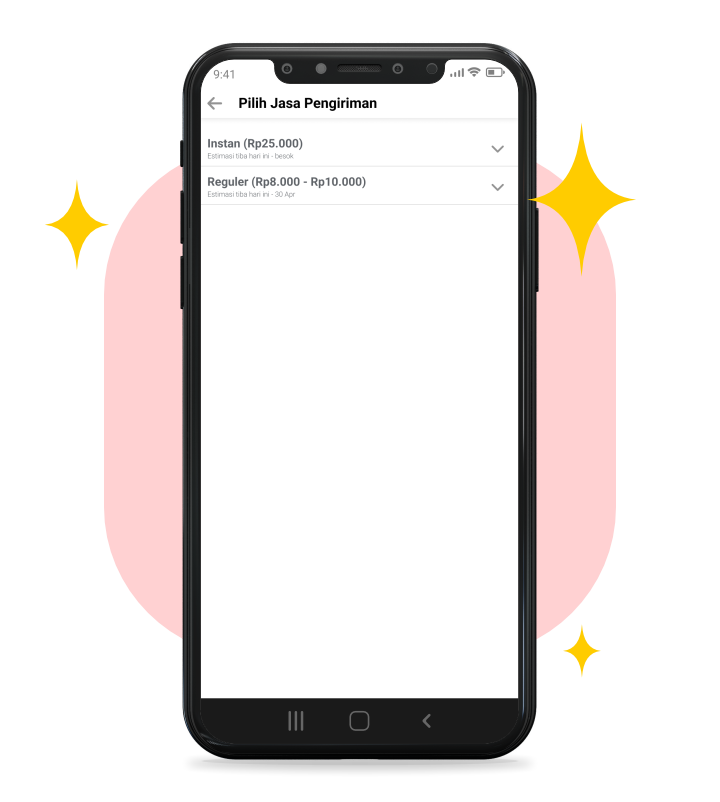 9:41
Pilih Jasa Pengiriman
Instan (Rp25.000)
Estimasi tiba hari ini - besok
Reguler (Rp8.000 - Rp10.000)
Estimasi tiba hari ini - 30 Apr